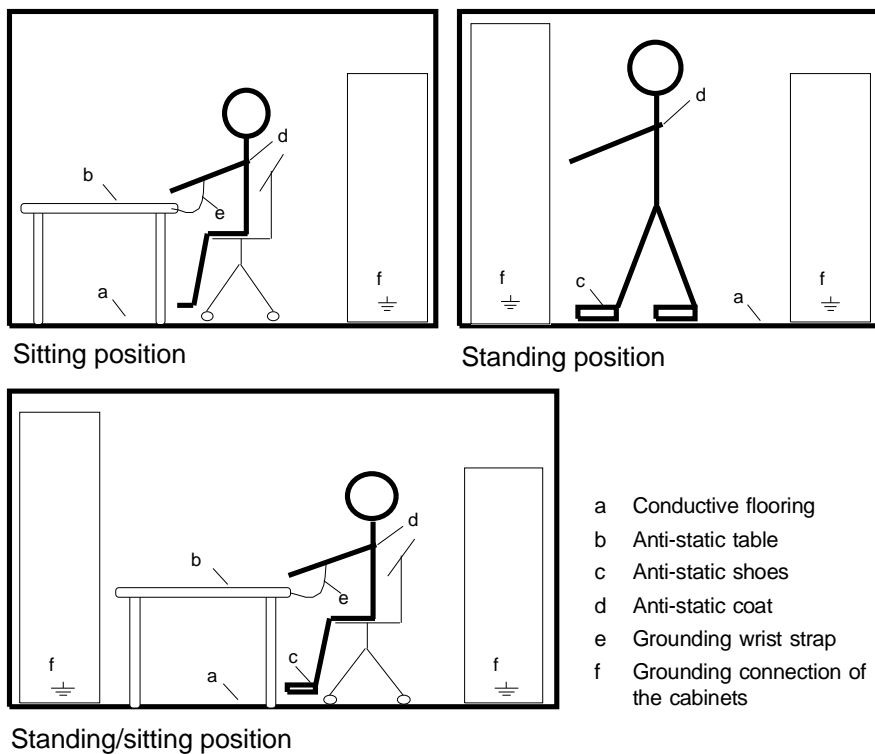 d
b
e
f
a
Sitting position
d
f
c
a
f
Standing position
d
b
e
f
c
f
a
Standing/sitting position
a Conductive flooring
b Anti-static table
c Anti-static shoes
d Anti-static coat
e Grounding wrist strap
f Grounding connection of
the cabinets